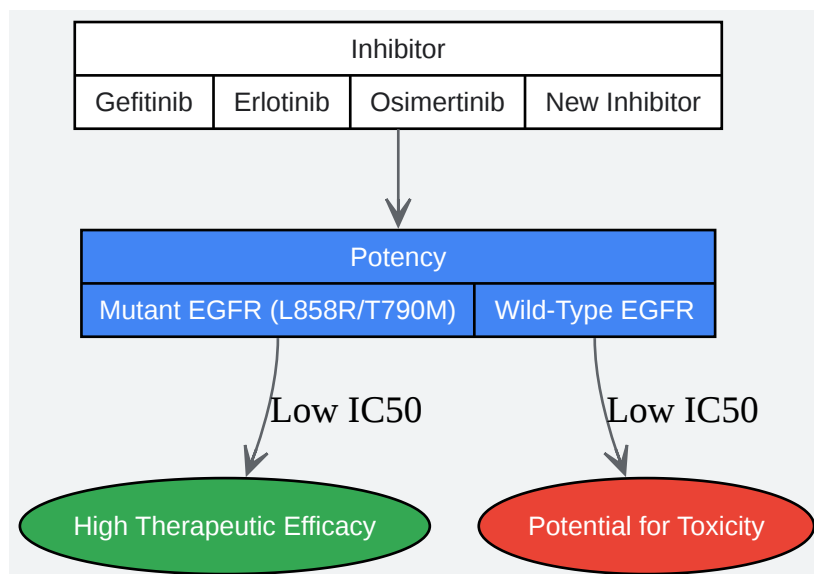 Inhibitor
Gefitinib
Erlotinib
Osimertinib
New Inhibitor
Potency
Mutant EGFR (L858R/T790M)
Wild-Type EGFR
Low IC50
Low IC50
High Therapeutic Efficacy
Potential for Toxicity